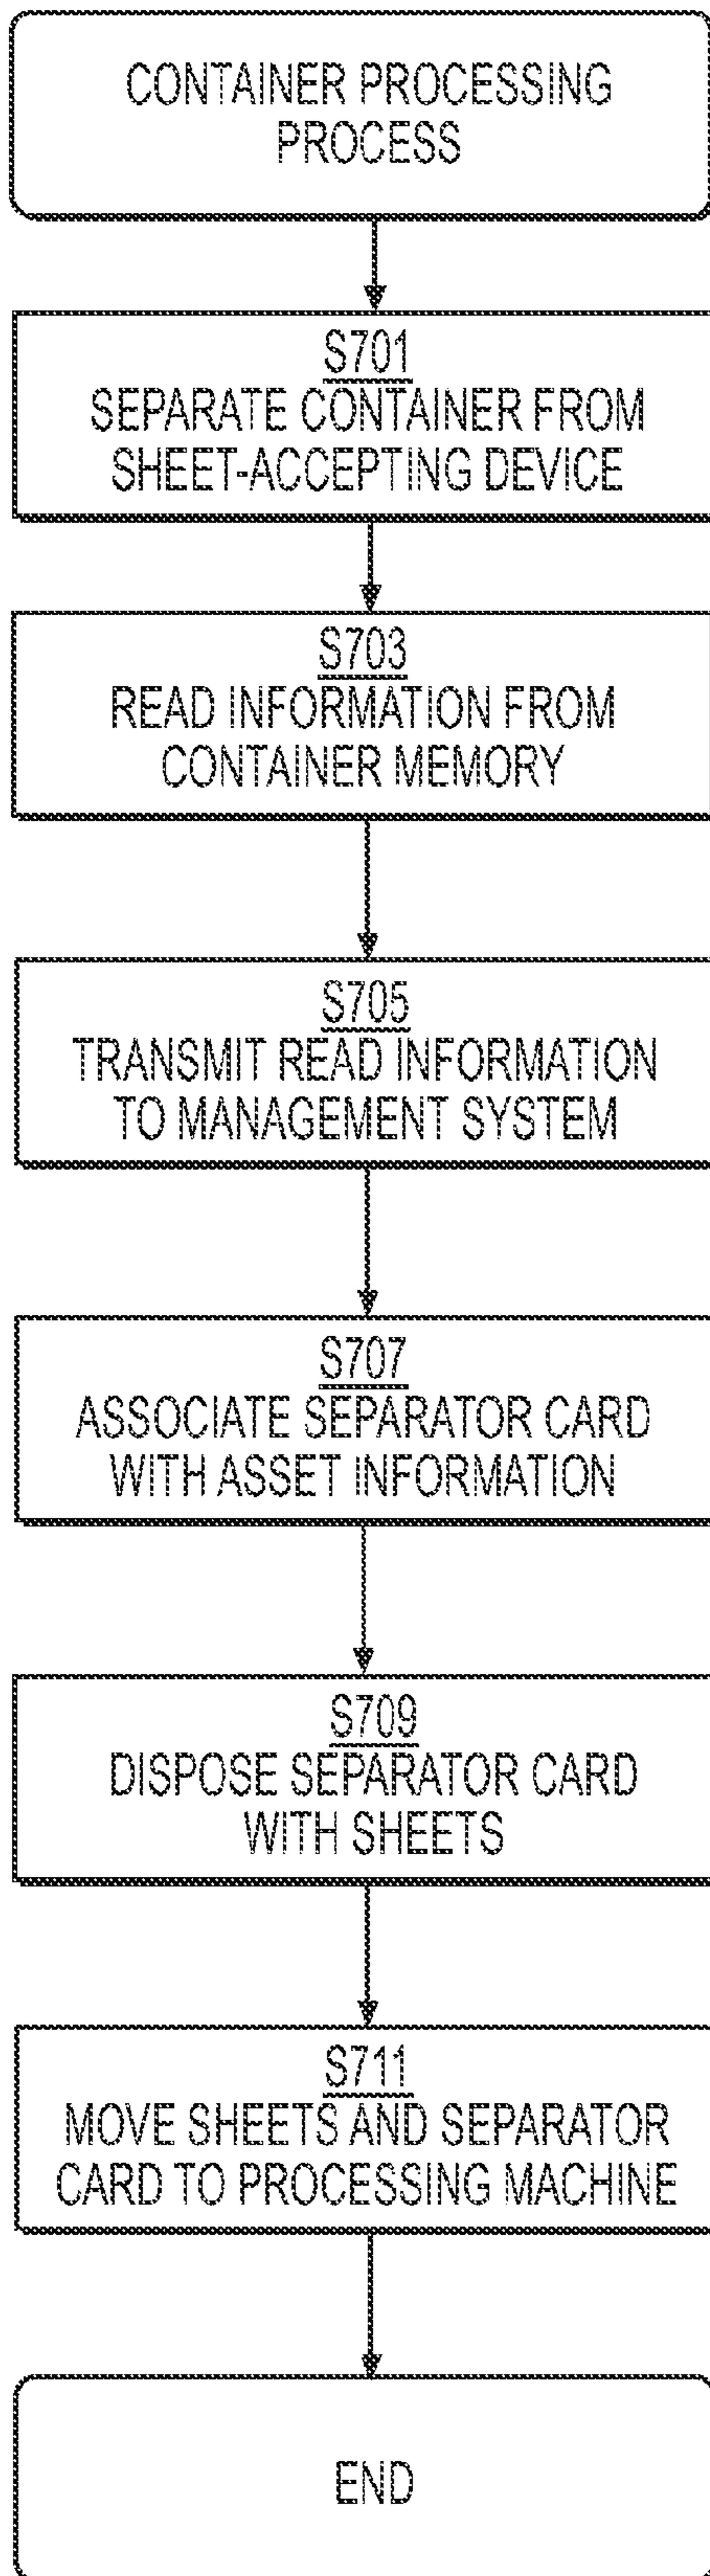 CONTAINER PROCESSING
PROCESS
S701
SEPARATE CONTAINER FROM
SHEET-ACCEPTING DEVICE
S703
READ INFORMATION FROM
CONTAINER MEMORY
S705
TRANSMIT READ INFORMATION
TO MANAGEMENT SYSTEM
S707
ASSOCIATE SEPARATOR CARD
WITH ASSET INFORMATION
S709
DISPOSE SEPARATOR CARD
WITH SHEETS
S711
MOVE SHEETS AND SEPARATOR
CARD TO PROCESSING MACHINE
END